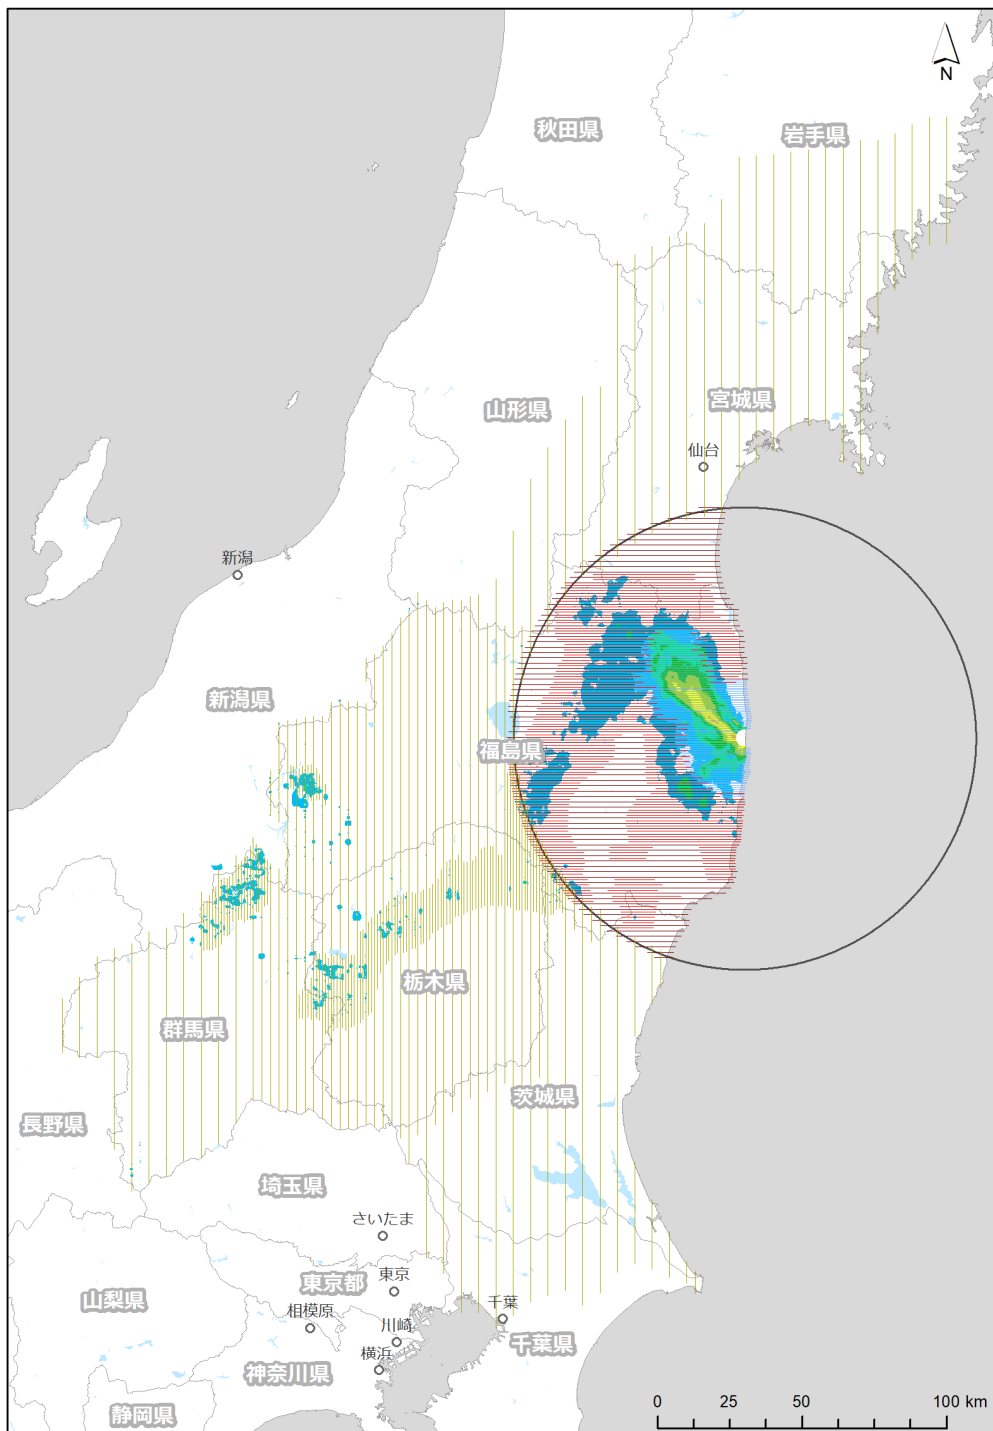 N
秋田県
岩手県
山形県
宮城県
仙台
新潟
新潟県
福島県
栃木県
群馬県
茨城県
長野県
埼玉県
さいたま
東京都
東京
山梨県
相模原
千葉
川崎
千葉県
横浜
神奈川県
静岡県
0 25 50 100 km